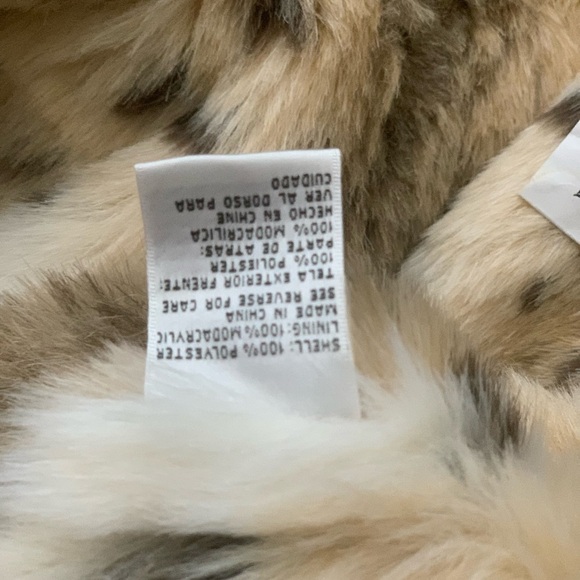 SHELL: 100% POLYESTER
LINING: 100% MODACRYLIC
MADE IN CHINA
SEE REVERSE FOR CARE
TELA EXTERIOR FRENTE:
100% POLIESTER
PARTE DE ATRAS:
100% MODACRILICA
HECHO EN CHINE
VER AL DORSO PARA
CUIDADO